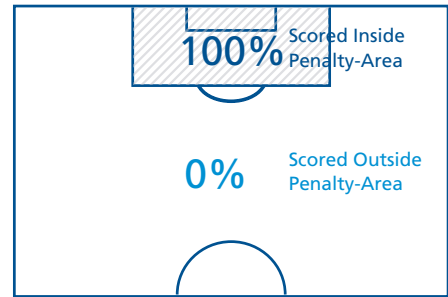 100%
Scored Inside
Penalty-Area
0%
Scored Outside
Penalty-Area